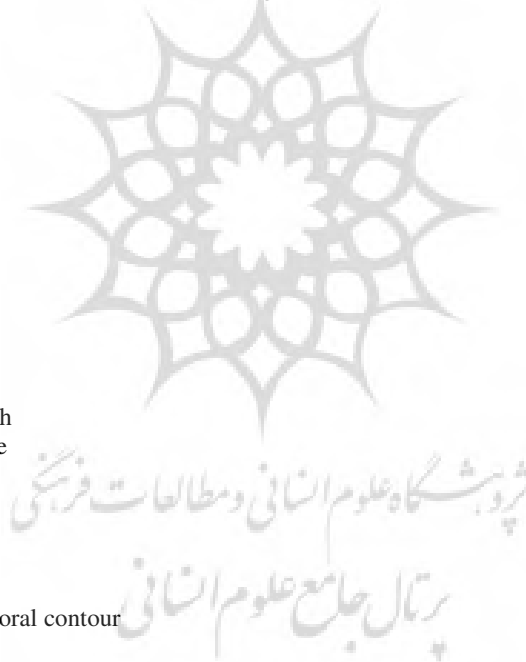 h
e
پژوهشگاه علوم انسانی و مطالعات فرهنگی
oral contour
پرتال جامع علوم انسانی